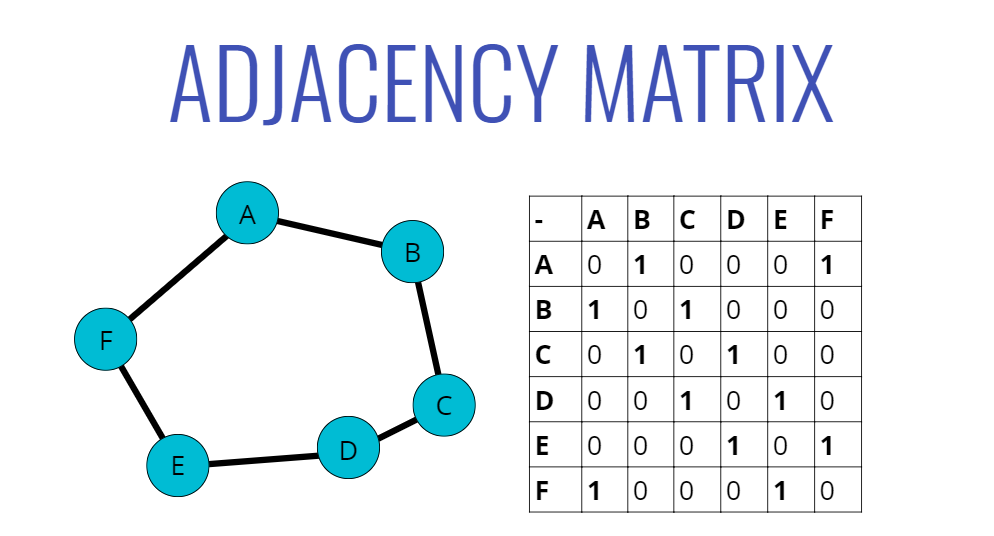 ADJACENCY MATRIX
A
B
F
C
D
E
- A B C D E F
A 0 1 0 0 0 1
B 1 0 1 0 0 0
C 0 1 0 1 0 0
D 0 0 1 0 1 0
E 0 0 0 1 0 1
F 1 0 0 0 1 0